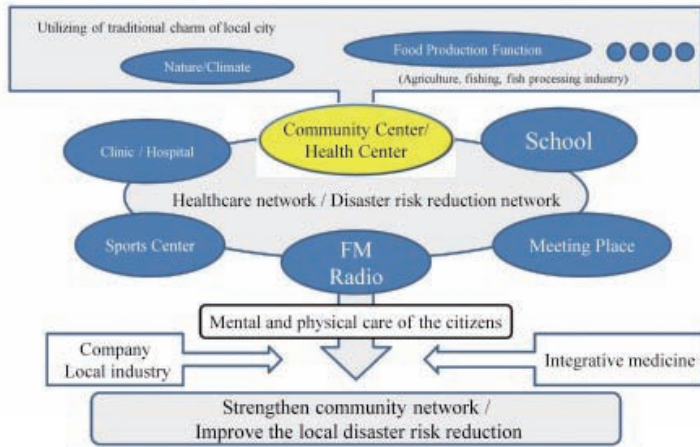 Utilizing of traditional charm of local city
Food Production Function
Nature/Climate
(Agriculture, fishing, fish processing industry)
Community Center/
Health Center
Clinic / Hospital
School
Healthcare network / Disaster risk reduction network
Sports Center
FM
Radio
Meeting Place
Mental and physical care of the citizens
Company
Local industry
Integrative medicine
Strengthen community network /
Improve the local disaster risk reduction